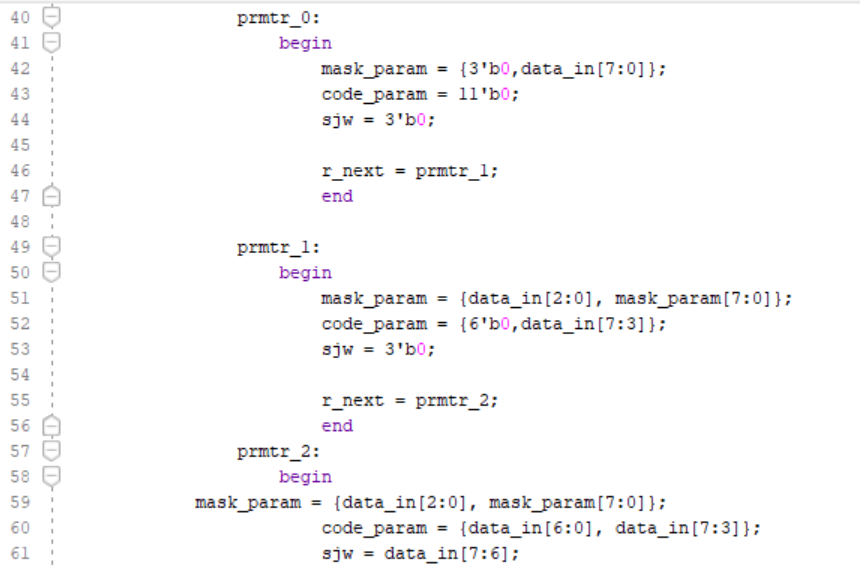 40 prmtr_0:
41 begin
42 mask_param = {3'b0,data_in[7:0]};
43 code_param = 11'b0;
44 sjw = 3'b0;
45
46 r_next = prmtr_1;
47 end
48
49 prmtr_1:
50 begin
51 mask_param = {data_in[2:0], mask_param[7:0]};
52 code_param = {6'b0,data_in[7:3]};
53 sjw = 3'b0;
54
55 r_next = prmtr_2;
56 end
57 prmtr_2:
58 begin
59 mask_param = {data_in[2:0], mask_param[7:0]};
60 code_param = {data_in[6:0], data_in[7:3]};
61 sjw = data_in[7:6];